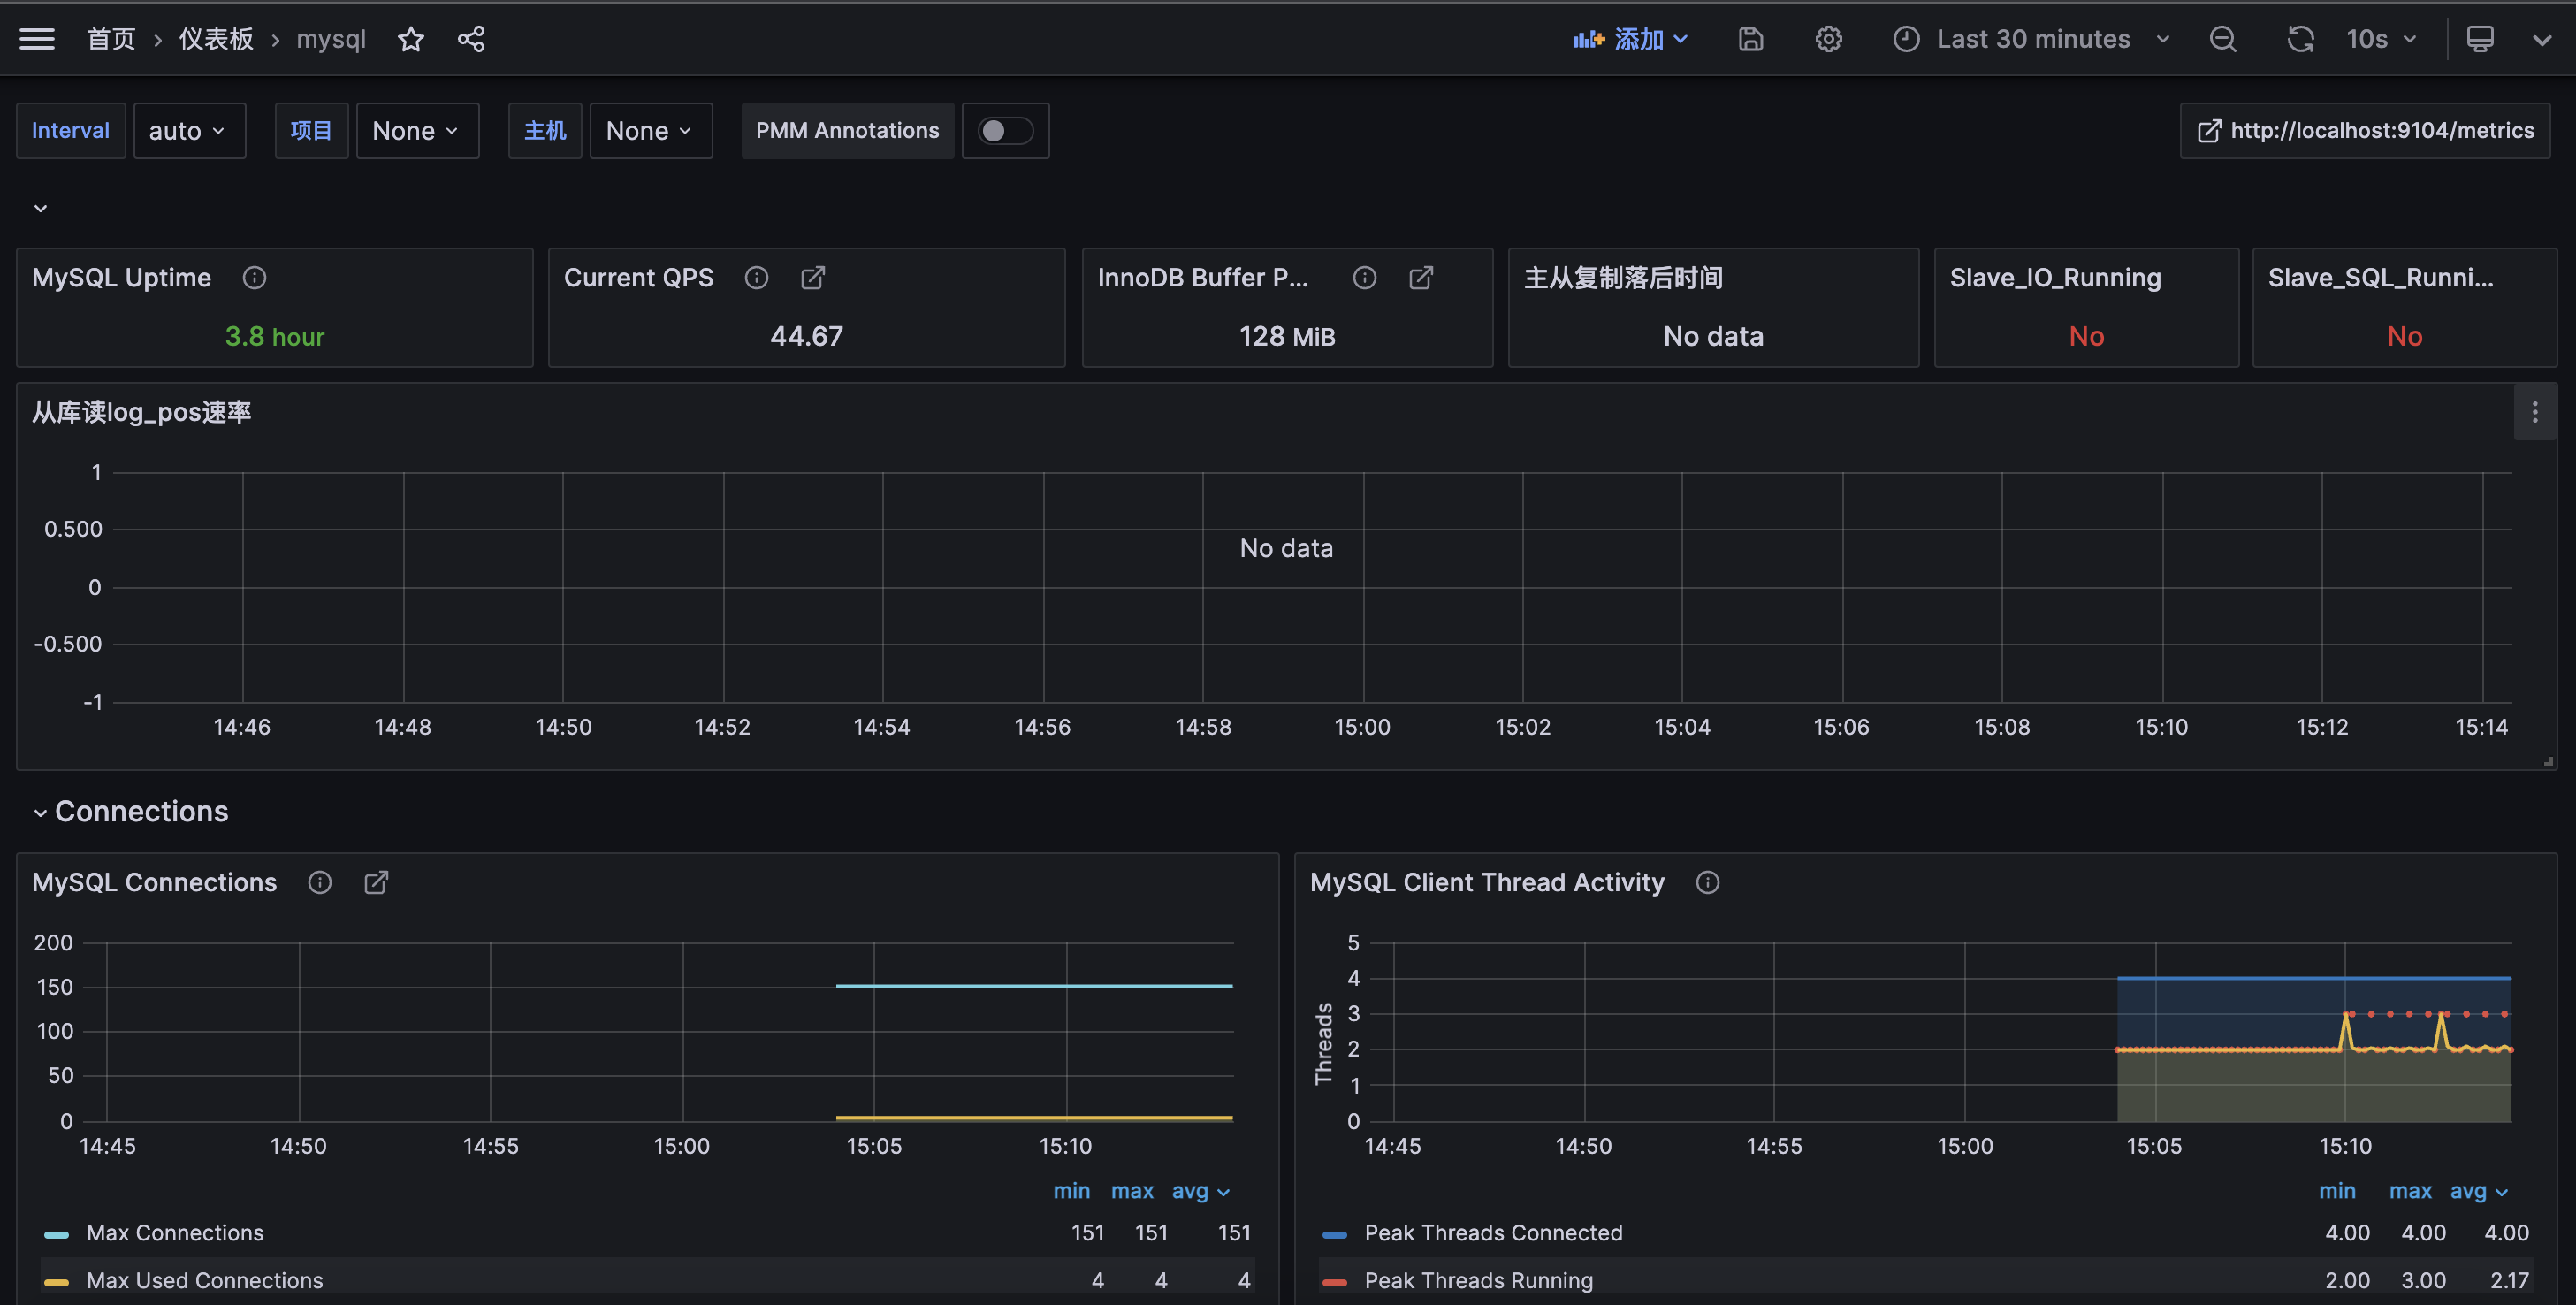 首页 › 仪表板 › mysql 添加 Last 30 minutes 10s
Interval auto 项目 None 主机 None PMM Annotations http://localhost:9104/metrics
MySQL Uptime
3.8 hour
Current QPS
44.67
InnoDB Buffer P...
128 MiB
主从复制落后时间
No data
Slave_IO_Running
No
Slave_SQL_Runni...
No
从库读log_pos速率
1
0.500
0
-0.500
-1
No data
14:46 14:48 14:50 14:52 14:54 14:56 14:58 15:00 15:02 15:04 15:06 15:08 15:10 15:12 15:14
Connections
MySQL Connections
200
150
100
50
0
14:45 14:50 14:55 15:00 15:05 15:10
min max avg
Max Connections 151 151 151
Max Used Connections 4 4 4
MySQL Client Thread Activity
Threads
5
4
3
2
1
0
14:45 14:50 14:55 15:00 15:05 15:10
min max avg
Peak Threads Connected 4.00 4.00 4.00
Peak Threads Running 2.00 3.00 2.17